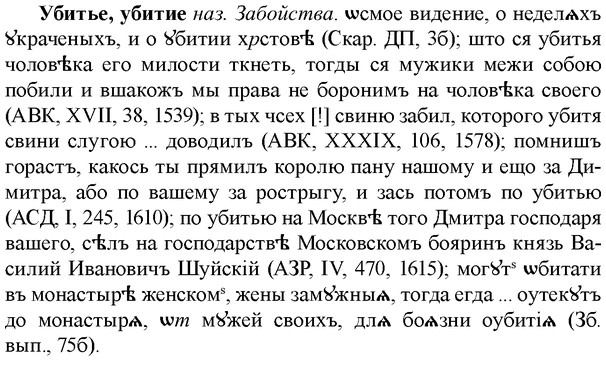 Убитье, убитие наз. Забойства. ѡсмое видение, о неделѧхъ
ꙋкраченыхъ, и о ꙋбитии хрстовѣ (Скар. ДП, 3б); што ся убитья
чоловѣка его милости ткнеть, тогды ся мужики межи собою
побили и вшакожъ мы права не боронимъ на чоловѣка своего
(АВК, XVII, 38, 1539); в тых чсех [!] свиню забил, которого убитя
свини слугою ... доводилъ (АВК, XXXIX, 106, 1578); помнишъ
горастъ, какось ты прямилъ королю пану нашому и ещо за Ди-
митра, або по вашему за рострыгу, и зась потомъ по убитью
(АСД, I, 245, 1610); по убитью на Москвѣ того Дмитра господаря
вашего, сѣлъ на господарствѣ Московскомъ бояринъ князь Ва-
силий Ивановичъ Шуйскій (АЗР, IV, 470, 1615); могꙋтˢ ѡбитати
въ монастырѣ женскомˢ, жены замꙋжныѧ, тогда егда ... оутекꙋтъ
до монастырѧ, ѡт мꙋжей своихъ, длѧ боѧзни оубитіѧ (Зб.
вып., 75б).